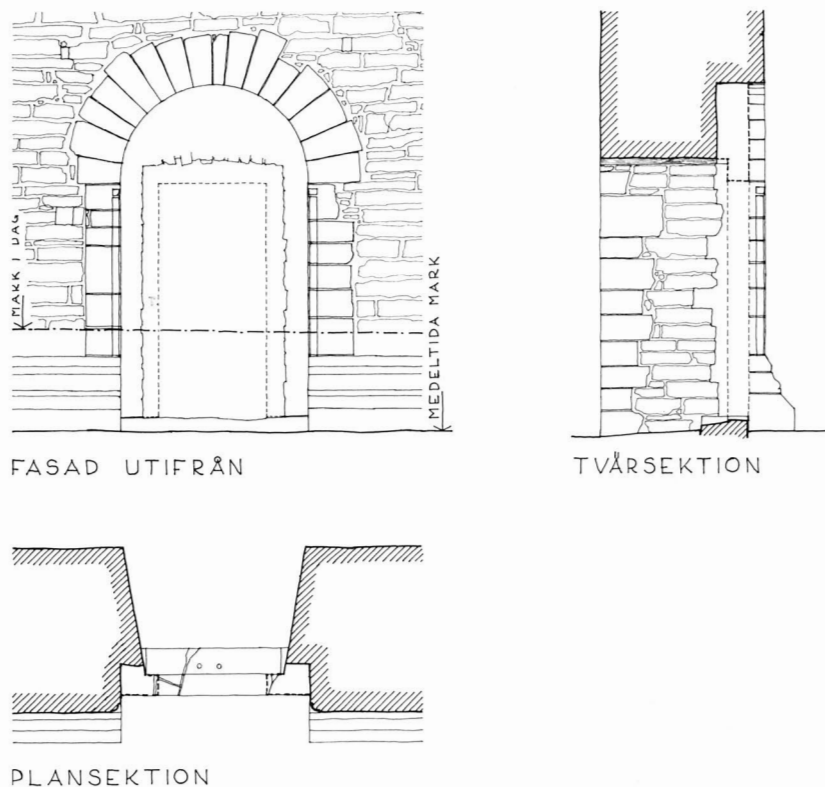 MARK I DAG
MEDELTIDA MARK
FASAD UTIFRÅN
TVÄRSEKTION
PLANSEKTION